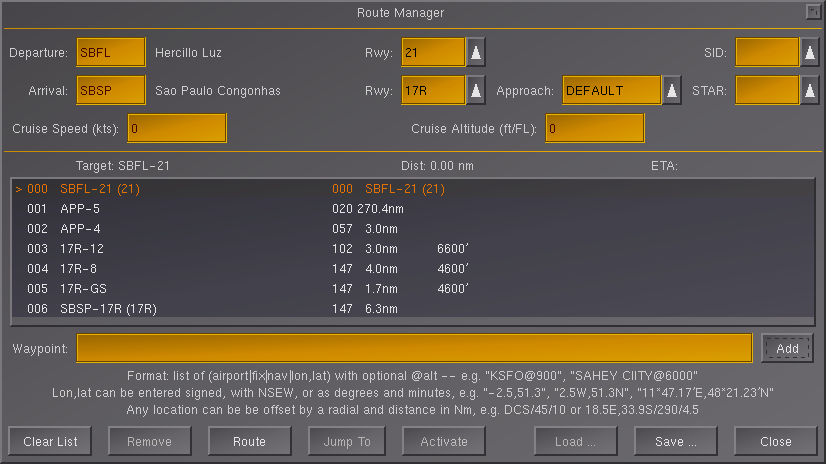 Route Manager
Departure: SBFL Hercillo Luz Rwy: 21 SID:
Arrival: SBSP Sao Paulo Congonhas Rwy: 17R Approach: DEFAULT STAR:
Cruise Speed (kts): 0 Cruise Altitude (ft/FL): 0
Target: SBFL-21 Dist: 0.00 nm ETA:
> 000 SBFL-21 (21) 000 SBFL-21 (21)
001 APP-5 020 270.4nm
002 APP-4 057 3.0nm
003 17R-12 102 3.0nm 6600'
004 17R-8 147 4.0nm 4600'
005 17R-GS 147 1.7nm 4600'
006 SBSP-17R (17R) 147 6.3nm
Waypoint: Add
Format: list of (airport|fix|nav|lon,lat) with optional @alt -- e.g. "KSFO@900", "SAHEY CIITY@6000"
Lon,lat can be entered signed, with NSEW, or as degrees and minutes, e.g. "-2.5,51.3", "2.5W,51.3N", "11*47.17'E,48*21.23'N"
Any location can be be offset by a radial and distance in Nm, e.g. DCS/45/10 or 18.5E,33.9S/290/4.5
Clear List Remove Route Jump To Activate Load ... Save ... Close